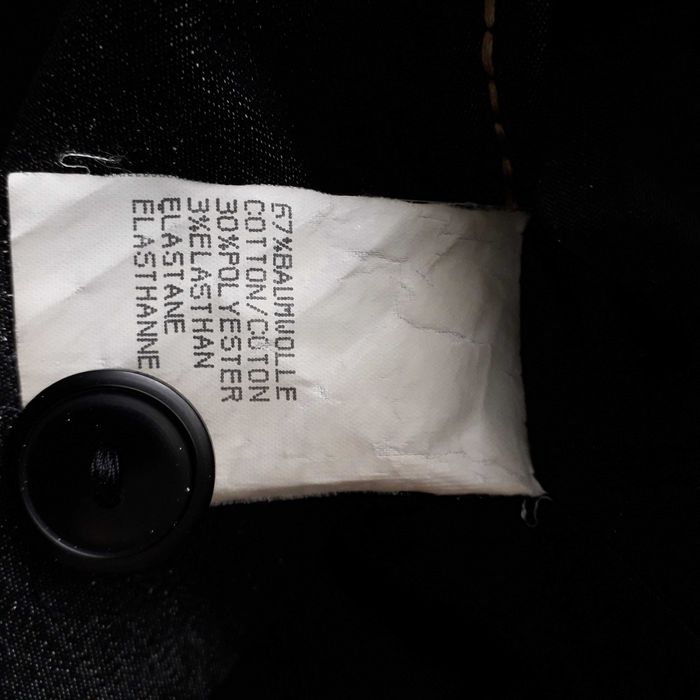 67%BAUMWOLLE
COTTON/COTON
30%POLYESTER
3%ELASTHAN
ELASTANE
ELASTHANNE